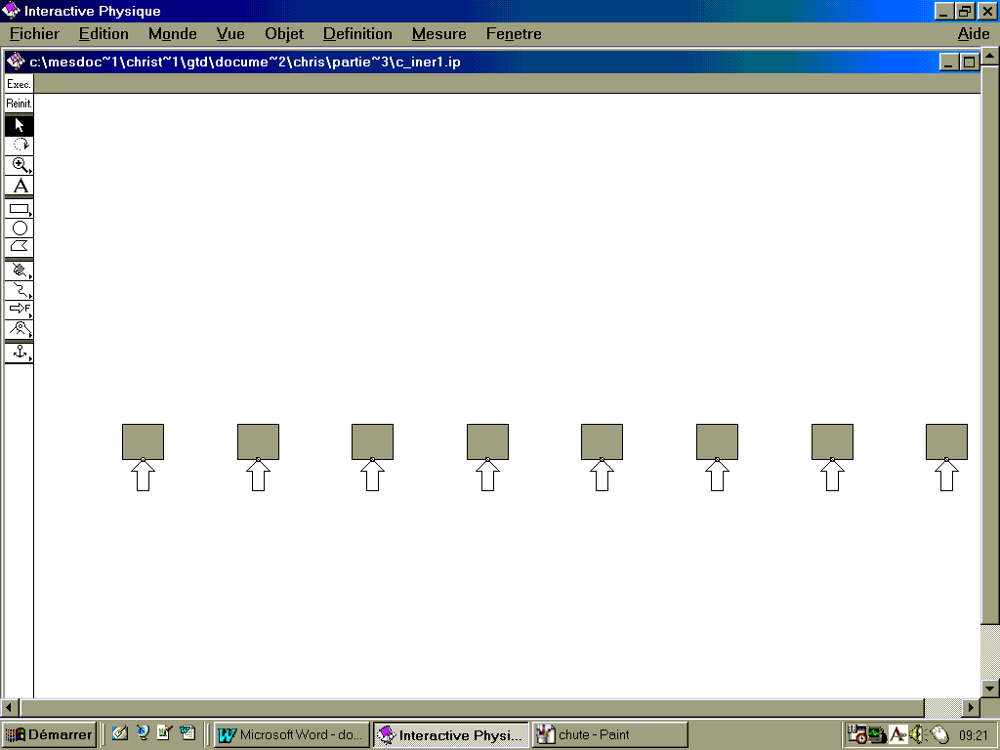 Interactive Physique
Fichier Edition Monde Vue Objet Definition Mesure Fenetre Aide
c:\mesdoc~1\christ~1\gtd\docume~2\chris\partie~3\c_iner1.ip
Exec.
Reinit.
A
F
Démarrer Microsoft Word - do... Interactive Physi... chute - Paint 09:21